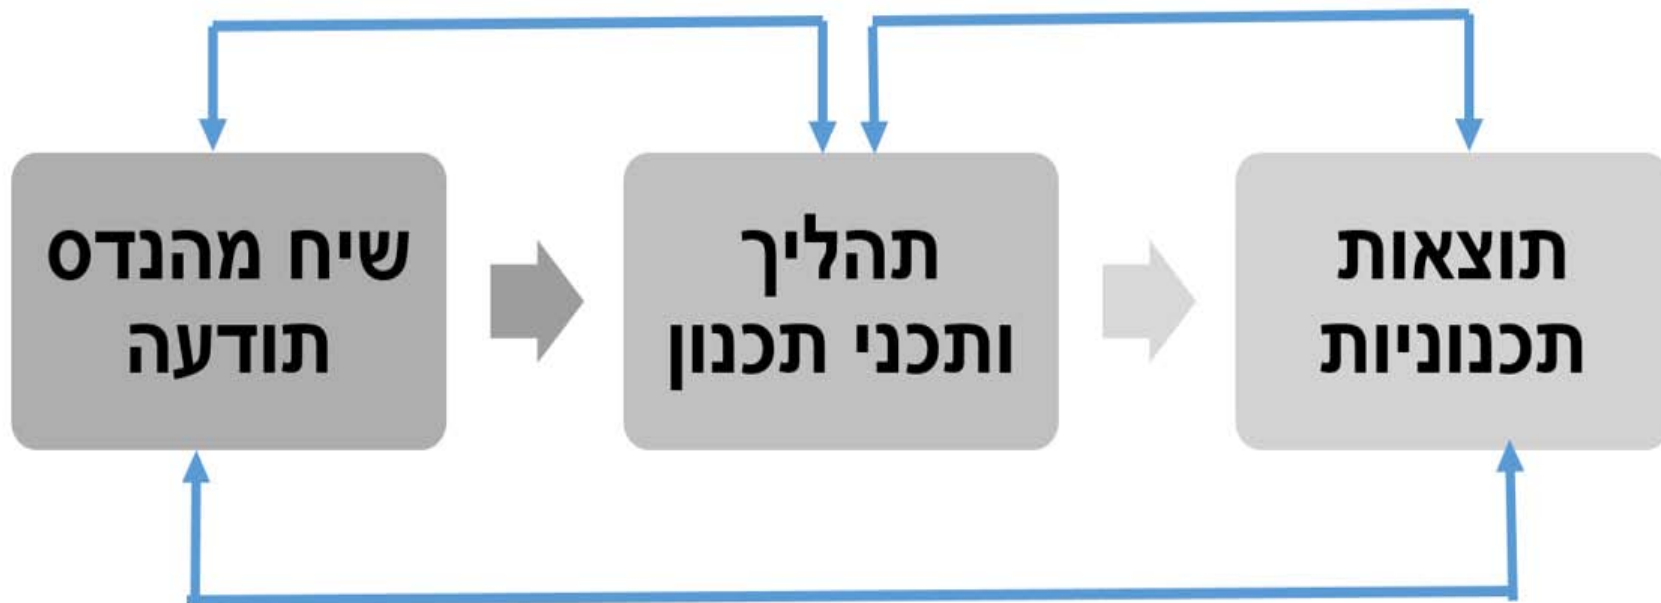 שיח מהנדס
תודעה
תהליך
ותכני תכנון
תוצאות
תכנוניות